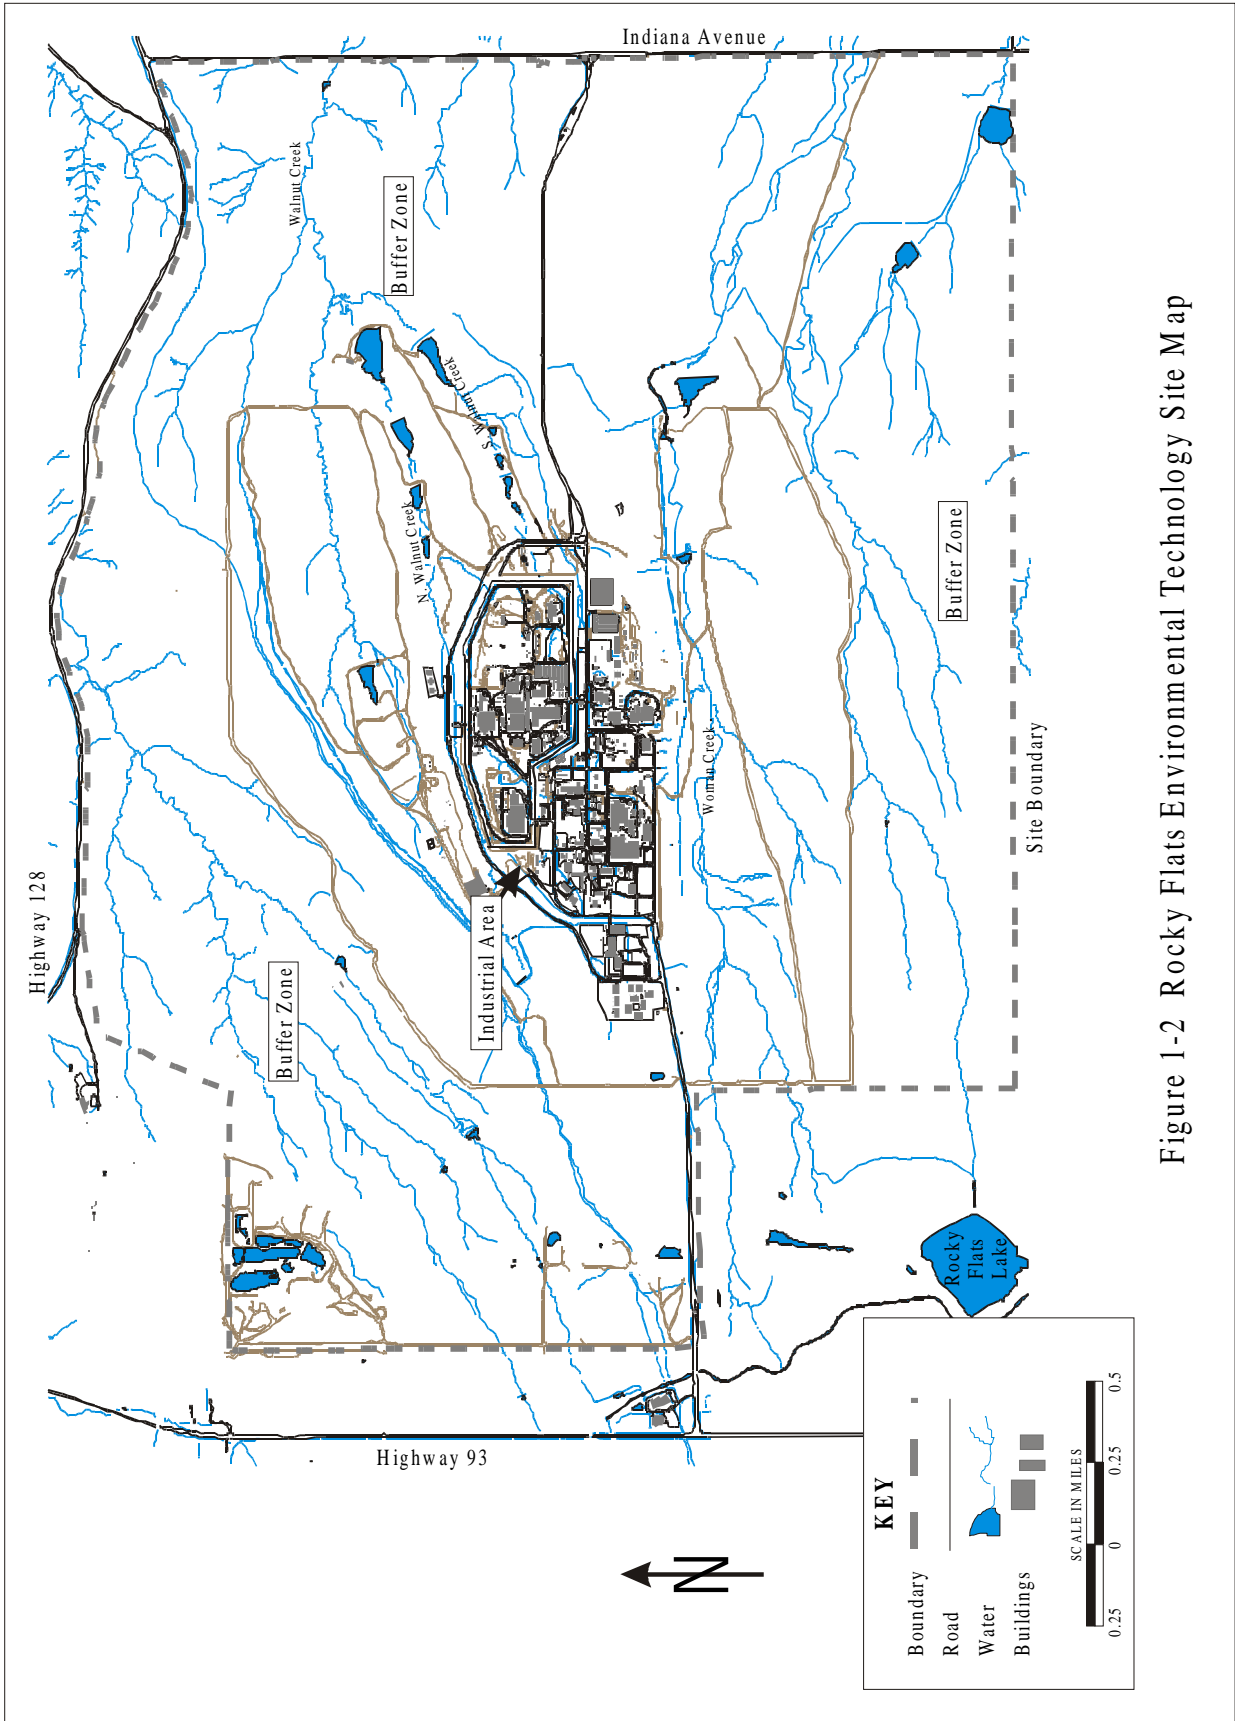 Highway 128
Indiana Avenue
Walnut Creek
Buffer Zone
N. Walnut Creek
S. Walnut Creek
Buffer Zone
Industrial Area
Highway 93
Woman Creek
Buffer Zone
Site Boundary
Rocky
Flats
Lake
N
KEY
Boundary
Road
Water
Buildings
SCALE IN MILES
0.25 0 0.25 0.5
Figure 1-2 Rocky Flats Environmental Technology Site Map